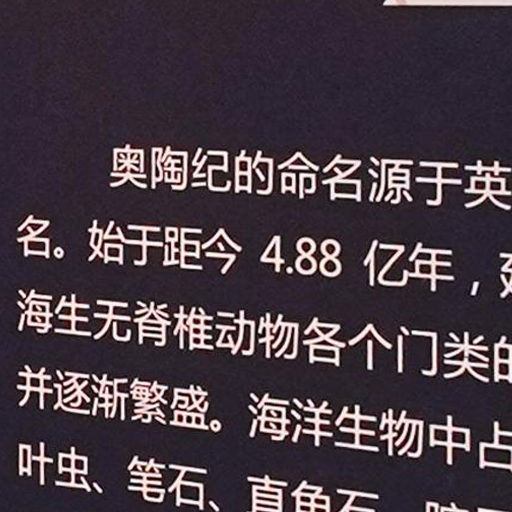 奥陶纪的命名源于英
名。始于距今 4.88 亿年，
海生无脊椎动物各个门类的
并逐渐繁盛。海洋生物中占
叶虫、笔石、直角石